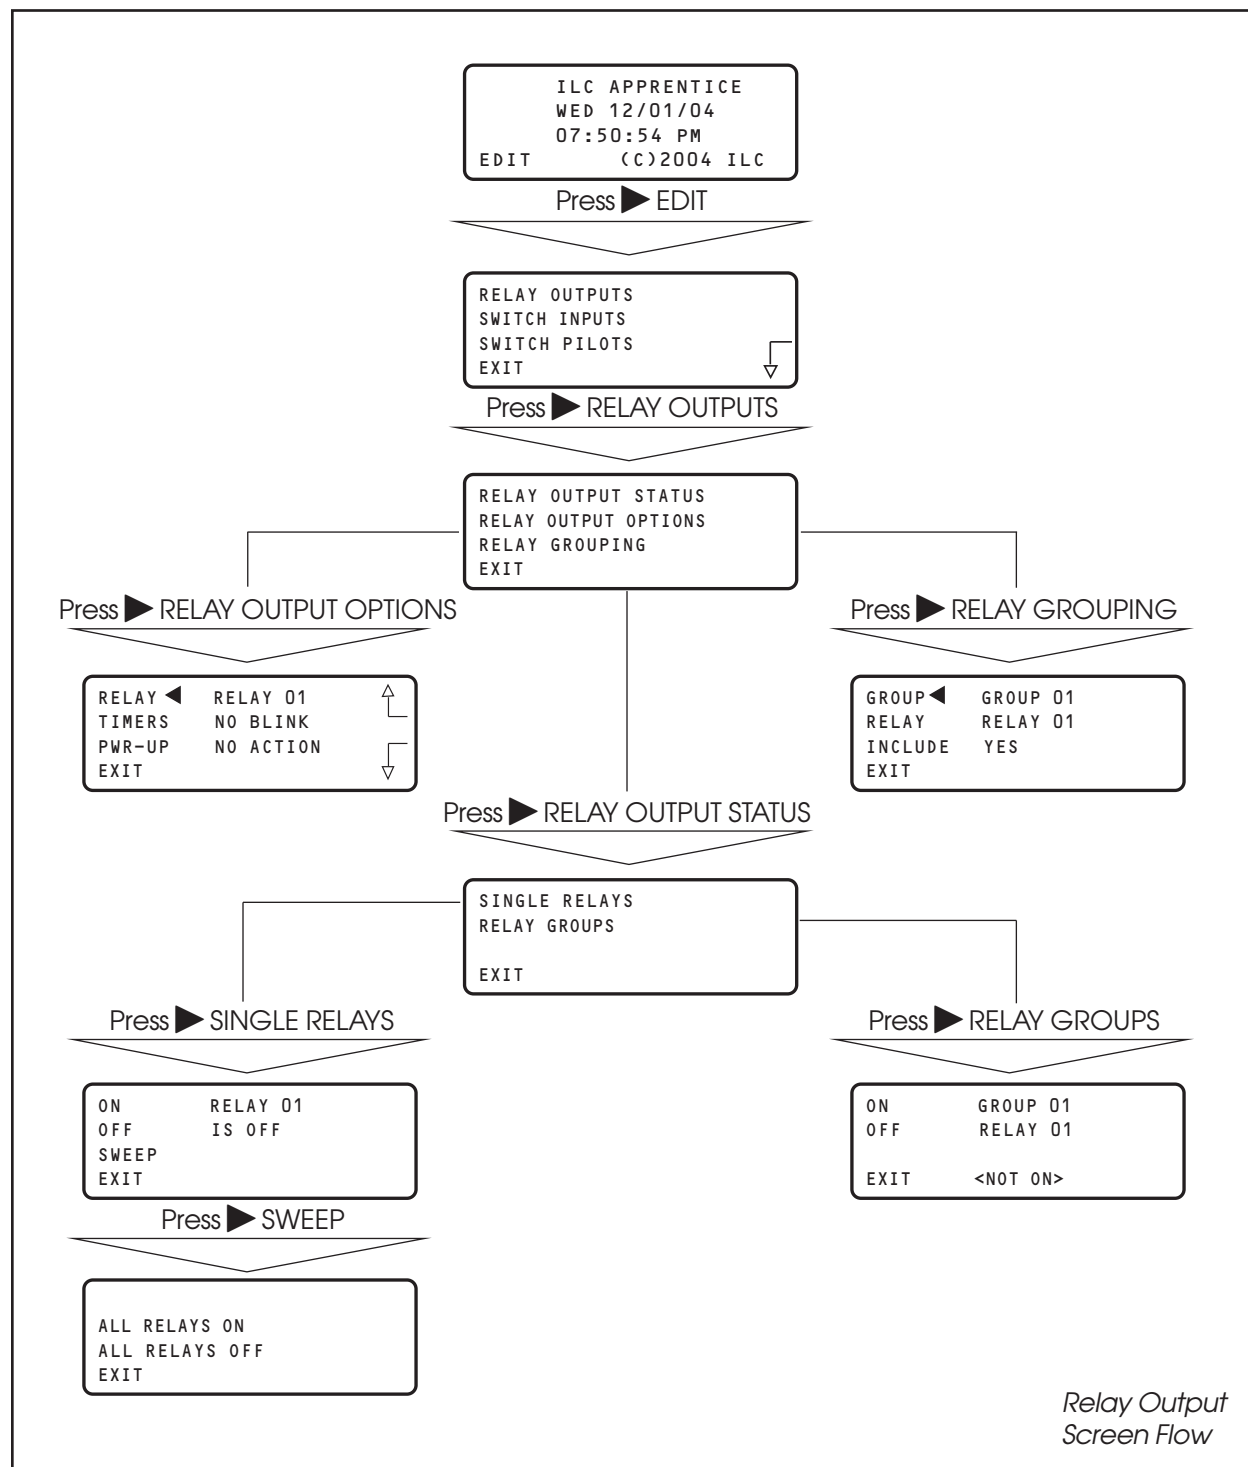 ILC APPRENTICE
WED 12/01/04
07:50:54 PM
EDIT (C)2004 ILC
Press EDIT
RELAY OUTPUTS
SWITCH INPUTS
SWITCH PILOTS
EXIT
Press RELAY OUTPUTS
RELAY OUTPUT STATUS
RELAY OUTPUT OPTIONS
RELAY GROUPING
EXIT
Press RELAY OUTPUT OPTIONS
RELAY RELAY 01
TIMERS NO BLINK
PWR-UP NO ACTION
EXIT
Press RELAY GROUPING
GROUP GROUP 01
RELAY RELAY 01
INCLUDE YES
EXIT
Press RELAY OUTPUT STATUS
SINGLE RELAYS
RELAY GROUPS
EXIT
Press SINGLE RELAYS
ON RELAY 01
OFF IS OFF
SWEEP
EXIT
Press RELAY GROUPS
ON GROUP 01
OFF RELAY 01
EXIT <NOT ON>
Press SWEEP
ALL RELAYS ON
ALL RELAYS OFF
EXIT
Relay Output
Screen Flow